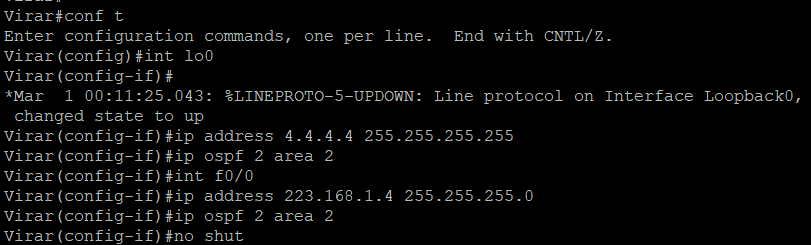 Virar#conf t
Enter configuration commands, one per line.  End with CNTL/Z.
Virar(config)#int lo0
Virar(config-if)#
*Mar  1 00:11:25.043: %LINEPROTO-5-UPDOWN: Line protocol on Interface Loopback0,
 changed state to up
Virar(config-if)#ip address 4.4.4.4 255.255.255.255
Virar(config-if)#ip ospf 2 area 2
Virar(config-if)#int f0/0
Virar(config-if)#ip address 223.168.1.4 255.255.255.0
Virar(config-if)#ip ospf 2 area 2
Virar(config-if)#no shut